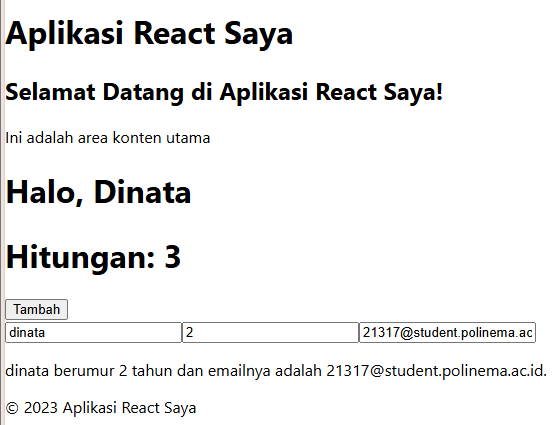 Aplikasi React Saya
Selamat Datang di Aplikasi React Saya!
Ini adalah area konten utama
Halo, Dinata
Hitungan: 3
Tambah
dinata 2 21317@student.polinema.ac
dinata berumur 2 tahun dan emailnya adalah 21317@student.polinema.ac.id.
© 2023 Aplikasi React Saya